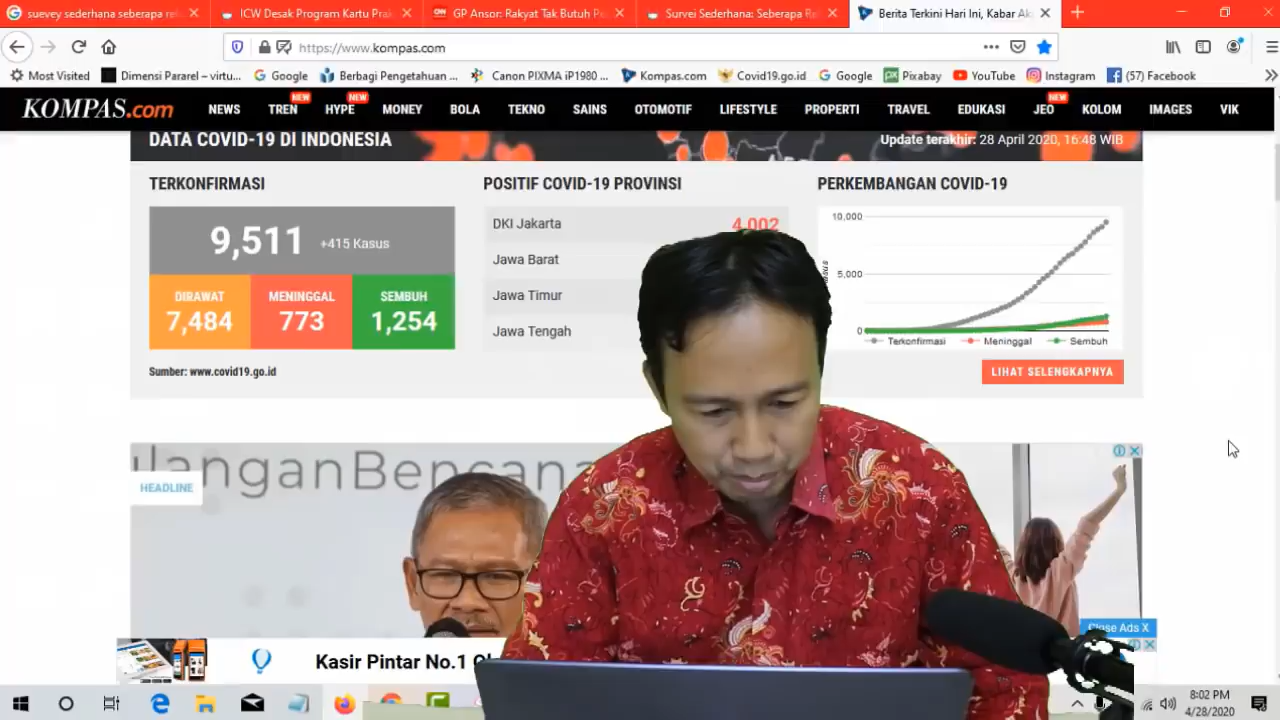 suevey sederhana seberapa rel
ICW Desak Program Kartu Prak
GP Ansor: Rakyat Tak Butuh Pe
Survei Sederhana: Seberapa Re
Berita Terkini Hari Ini, Kabar Ak
https://www.kompas.com
Most Visited
Dimensi Pararel – virtu...
Google
Berbagi Pengetahuan ...
Canon PIXMA iP1980 ...
Kompas.com
Covid19.go.id
Google
Pixabay
YouTube
Instagram
(57) Facebook
KOMPAS.com
NEWS
TREN NEW
HYPE NEW
MONEY
BOLA
TEKNO
SAINS
OTOMOTIF
LIFESTYLE
PROPERTI
TRAVEL
EDUKASI
JEO NEW
KOLOM
IMAGES
VIK
DATA COVID-19 DI INDONESIA
Update terakhir: 28 April 2020, 16:48 WIB
TERKONFIRMASI
9,511 +415 Kasus
DIRAWAT
7,484
MENINGGAL
773
SEMBUH
1,254
Sumber: www.covid19.go.id
POSITIF COVID-19 PROVINSI
DKI Jakarta 4,002
Jawa Barat
Jawa Timur
Jawa Tengah
PERKEMBANGAN COVID-19
10,000
5,000
0
Terkonfirmasi
Meninggal
Sembuh
LIHAT SELENGKAPNYA
ulanganBencana
HEADLINE
Close Ads X
Kasir Pintar No.1
8:02 PM
4/28/2020